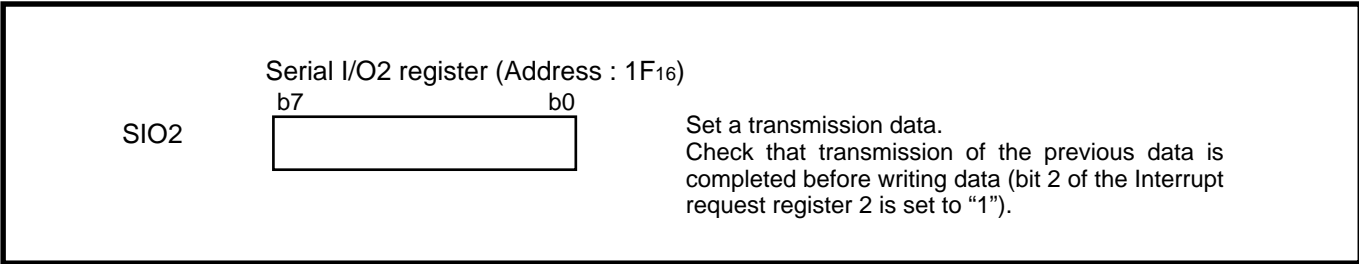 Serial I/O2 register (Address : 1F16)
b7 b0
SIO2
Set a transmission data.
Check that transmission of the previous data is
completed before writing data (bit 2 of the Interrupt
request register 2 is set to “1”).